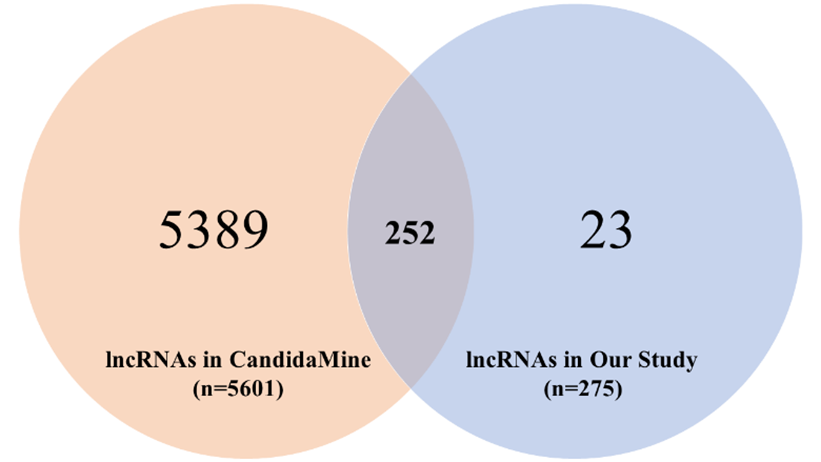 5389
252
23
lncRNAs in CandidaMine
(n=5601)
lncRNAs in Our Study
(n=275)